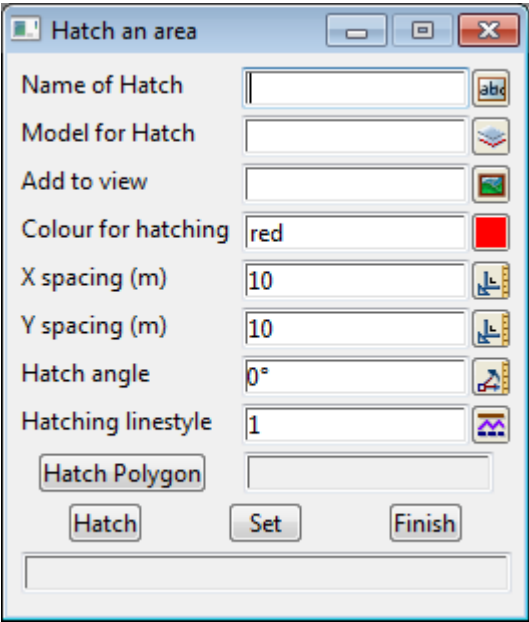 Hatch an area
Name of Hatch abc
Model for Hatch
Add to view
Colour for hatching red
X spacing (m) 10
Y spacing (m) 10
Hatch angle 0°
Hatching linestyle 1
Hatch Polygon
Hatch Set Finish